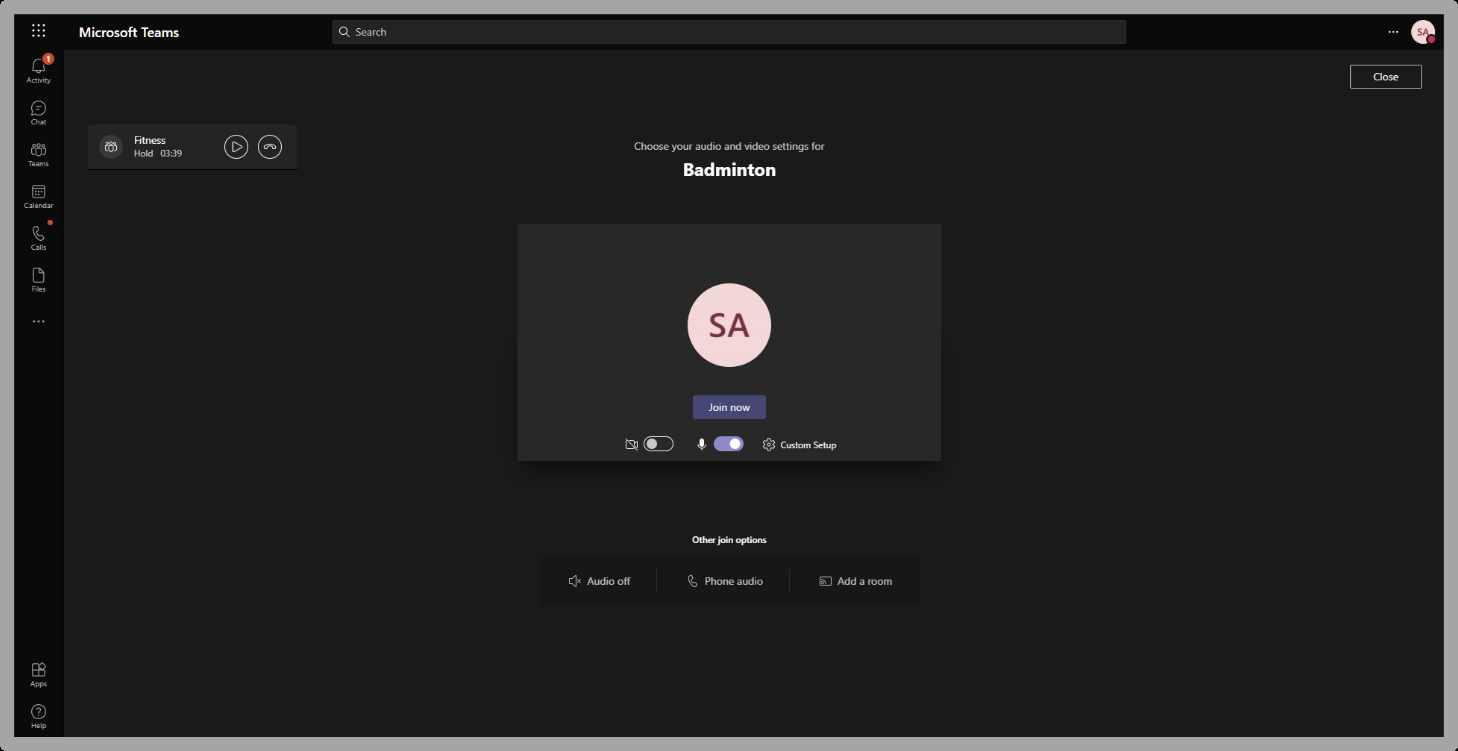 Microsoft Teams
Search
SA
1
Activity
Chat
Teams
Calendar
Calls
Files
Apps
Help
Close
Fitness
Hold 03:39
Choose your audio and video settings for
Badminton
SA
Join now
Custom Setup
Other join options
Audio off
Phone audio
Add a room